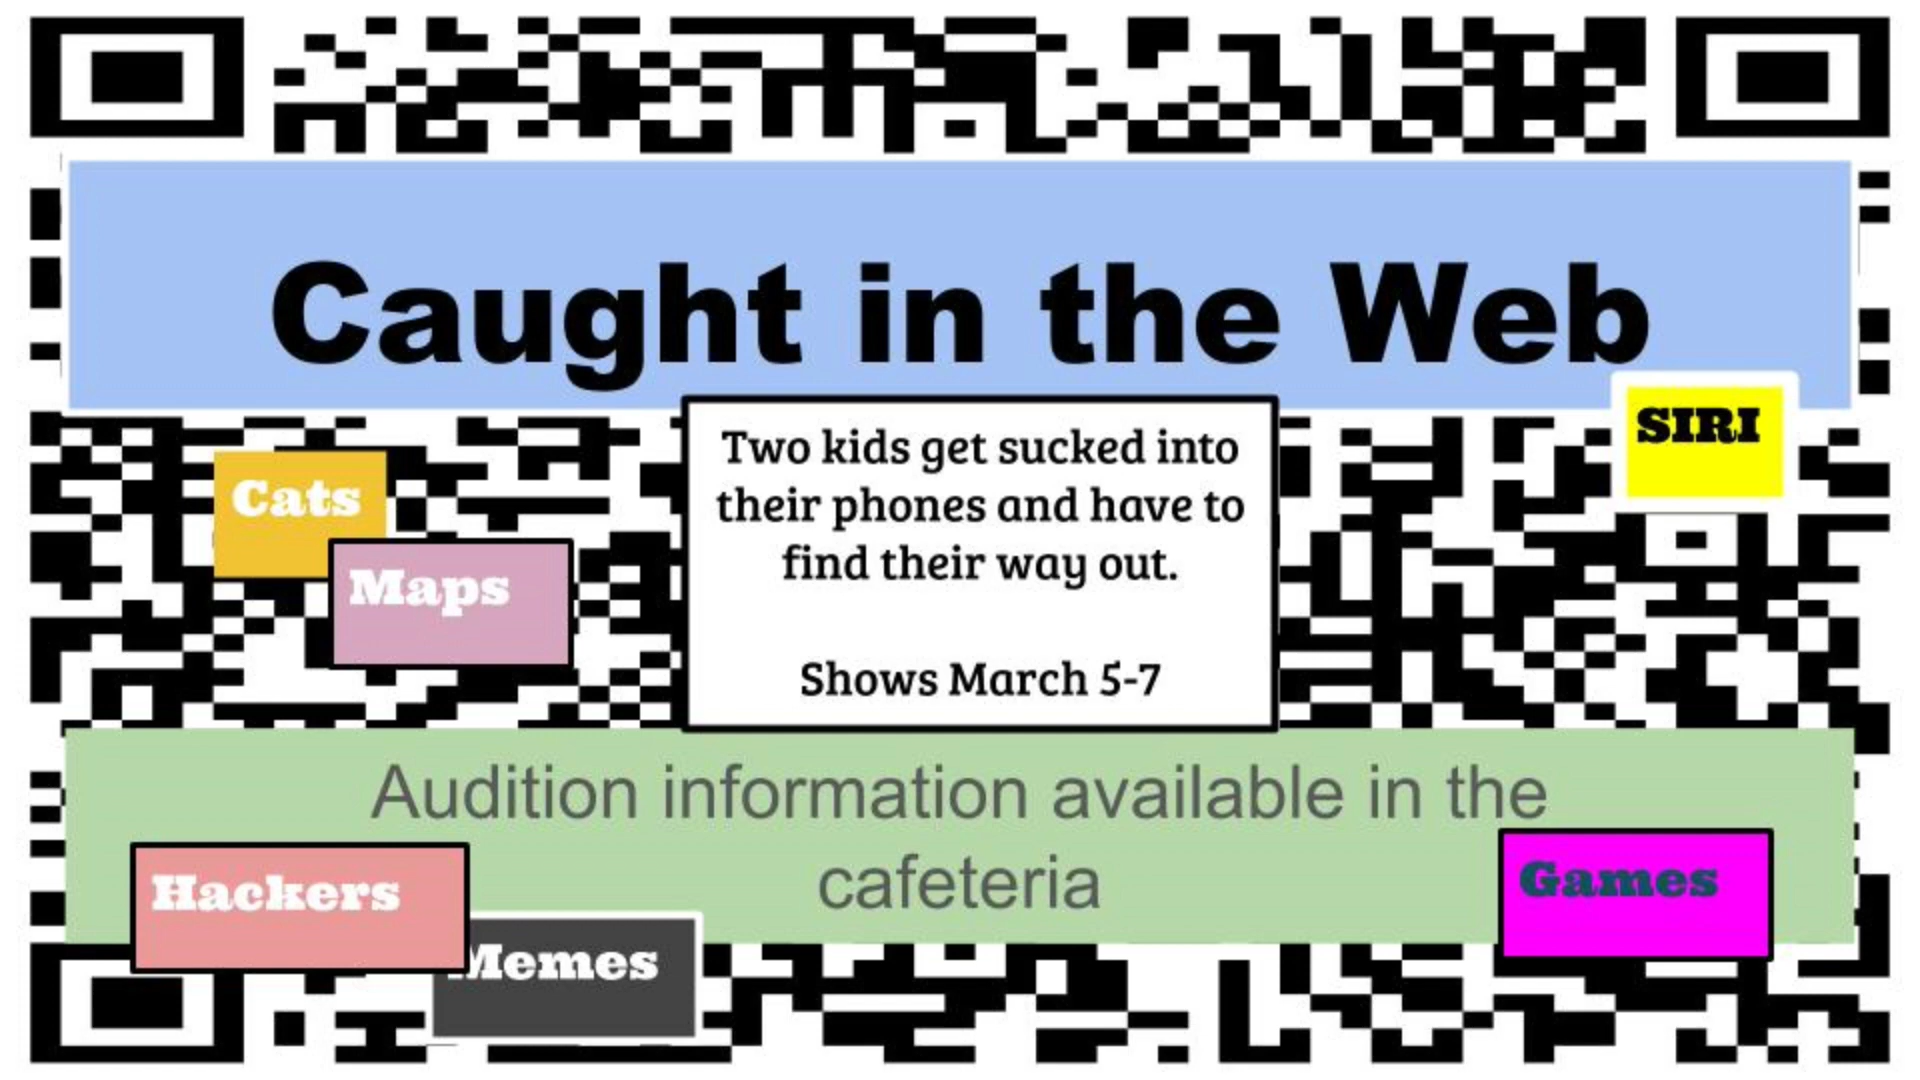 Caught in the Web
SIRI
Two kids get sucked into
their phones and have to
find their way out.
Shows March 5-7
Cats
Maps
Audition information available in the
cafeteria
Hackers
Games
Memes